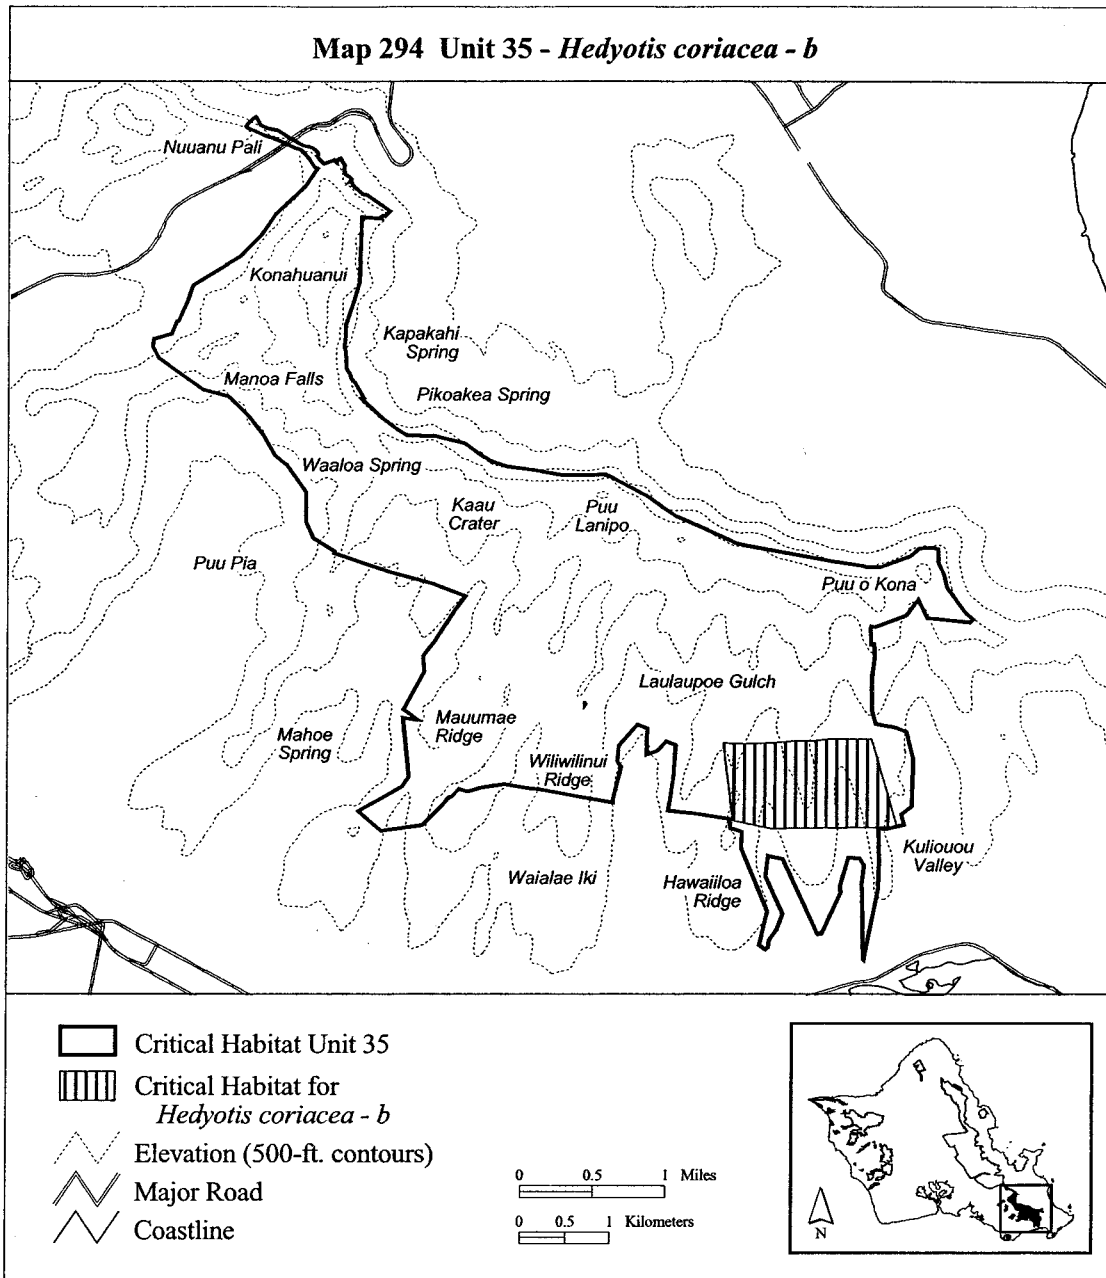 Map 294 Unit 35 - Hedyotis coriacea - b
Nuuanu Pali
Konahuanui
Kapakahi
Spring
Manoa Falls
Pikoakea Spring
Waaloa Spring
Kaau
Crater
Puu
Lanipo
Puu Pia
Puu o Kona
Laulaupoe Gulch
Mauumae
Ridge
Mahoe
Spring
Wiliwilinui
Ridge
Kuliouou
Valley
Waialae Iki
Hawaiiloa
Ridge
Critical Habitat Unit 35
Critical Habitat for
Hedyotis coriacea - b
Elevation (500-ft. contours)
Major Road
Coastline
0 0.5 1 Miles
0 0.5 1 Kilometers
N